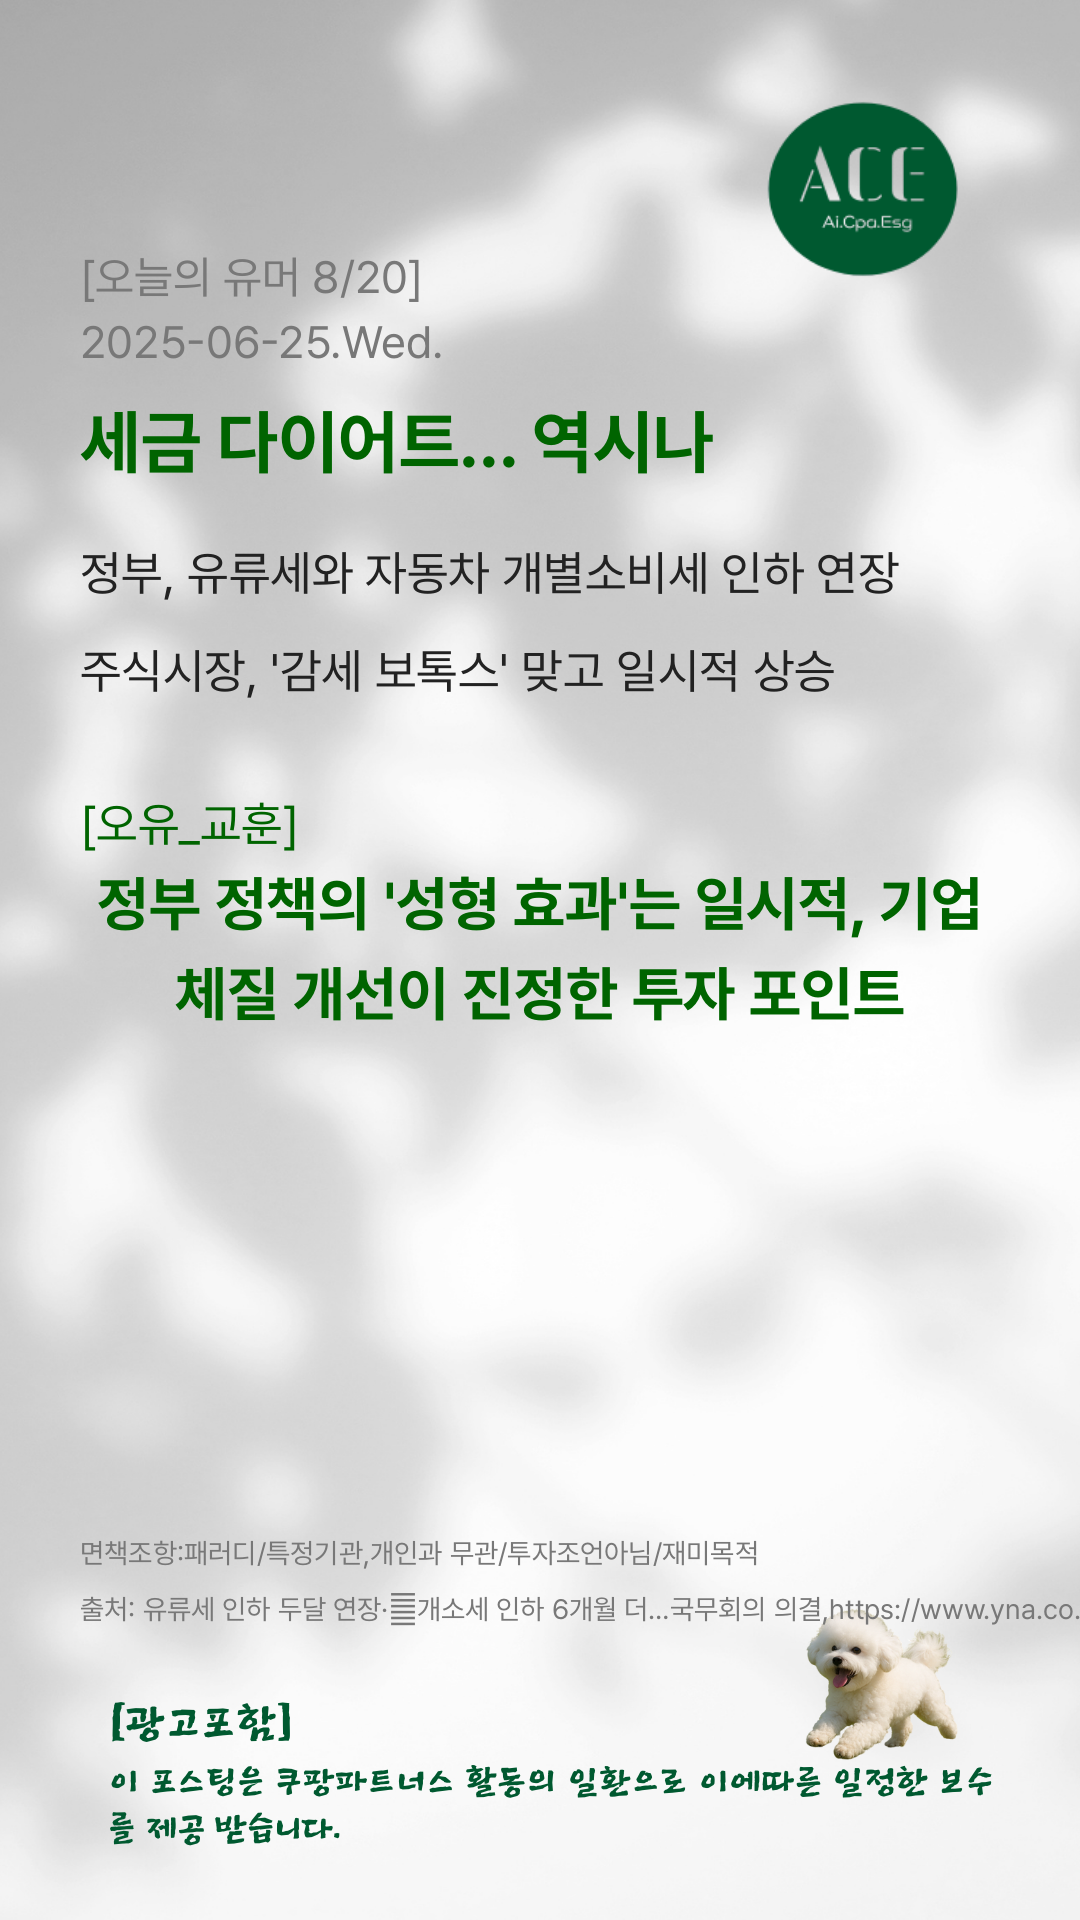 ACE
Ai.Cpa.Esg
[오늘의 유머 8/20]
2025-06-25.Wed.
세금 다이어트... 역시나
정부, 유류세와 자동차 개별소비세 인하 연장
주식시장, '감세 보톡스' 맞고 일시적 상승
[오유_교훈]
정부 정책의 '성형 효과'는 일시적, 기업
체질 개선이 진정한 투자 포인트
면책조항:패러디/특정기관,개인과 무관/투자조언아님/재미목적
출처: 유류세 인하 두달 연장·개소세 인하 6개월 더...국무회의 의결,https://www.yna.co.
[광고포함]
이 포스팅은 쿠팡파트너스 활동의 일환으로 이에따른 일정한 보수
를 제공 받습니다.